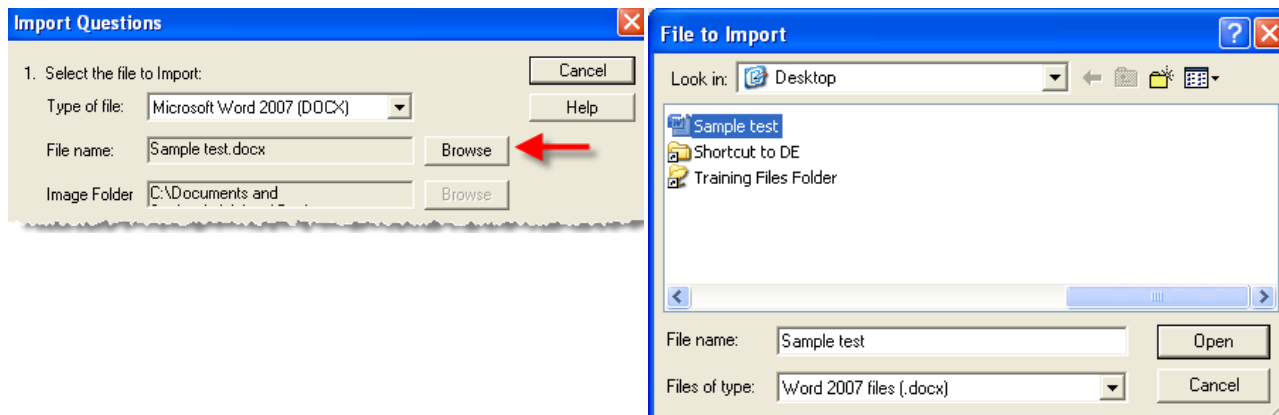 Import Questions
1. Select the file to Import:
Cancel
Type of file: Microsoft Word 2007 (DOCX)
Help
File name: Sample test.docx Browse
Image Folder C:\Documents and Browse
File to Import
Look in: Desktop
Sample test
Shortcut to DE
Training Files Folder
File name: Sample test Open
Files of type: Word 2007 files (.docx) Cancel